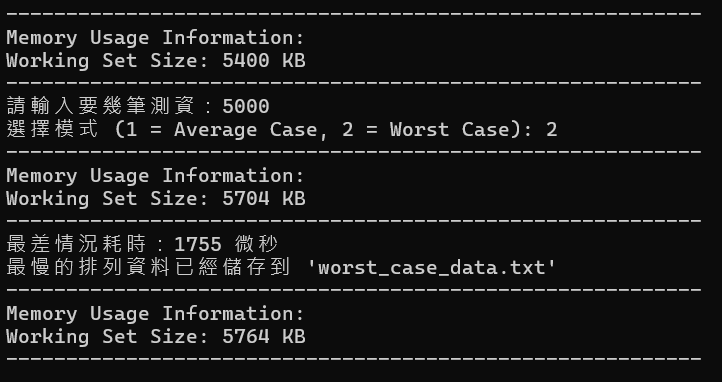 ----------------------------------------------------------
Memory Usage Information:
Working Set Size: 5400 KB
----------------------------------------------------------
請輸入要幾筆測資：5000
選擇模式 (1 = Average Case, 2 = Worst Case): 2
----------------------------------------------------------
Memory Usage Information:
Working Set Size: 5704 KB
----------------------------------------------------------
最差情況耗時：1755 微秒
最慢的排列資料已經儲存到 'worst_case_data.txt'
----------------------------------------------------------
Memory Usage Information:
Working Set Size: 5764 KB
----------------------------------------------------------